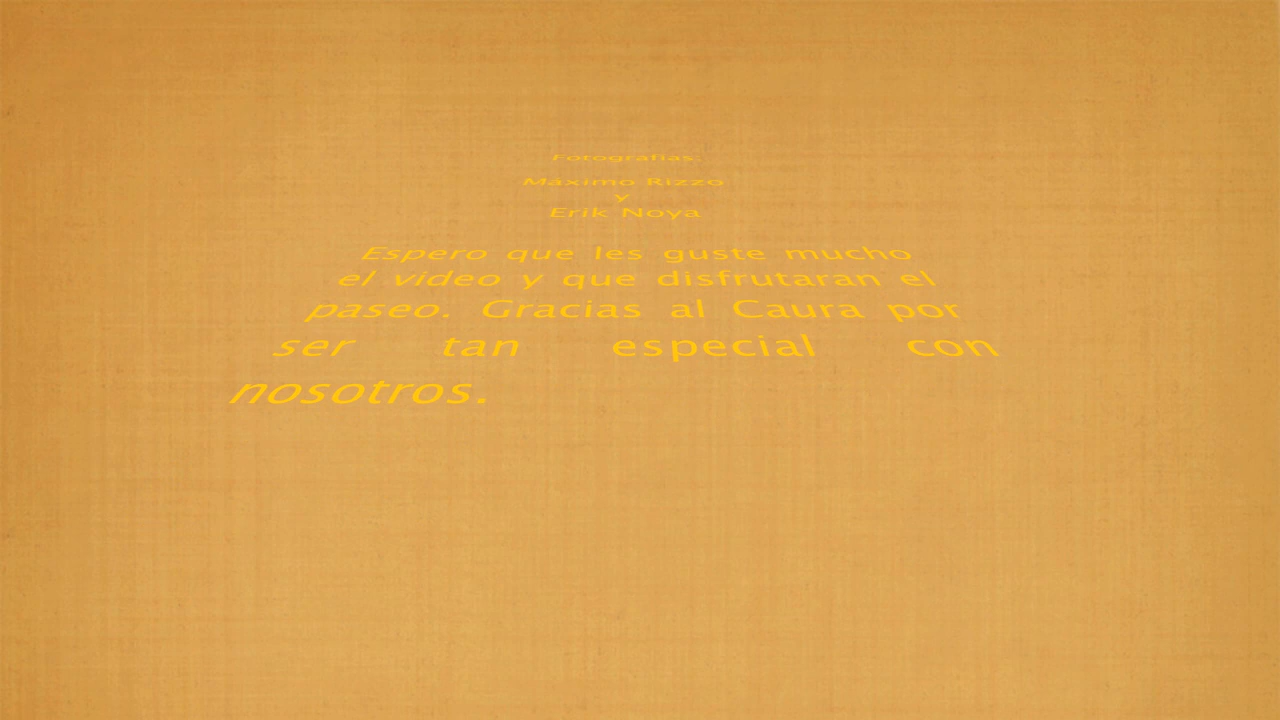 Fotografías:
Máximo Rizzo
y
Erik Noya
Espero que les guste mucho
el vídeo y que disfrutaran el
paseo. Gracias al Caura por
ser tan especial con
nosotros.